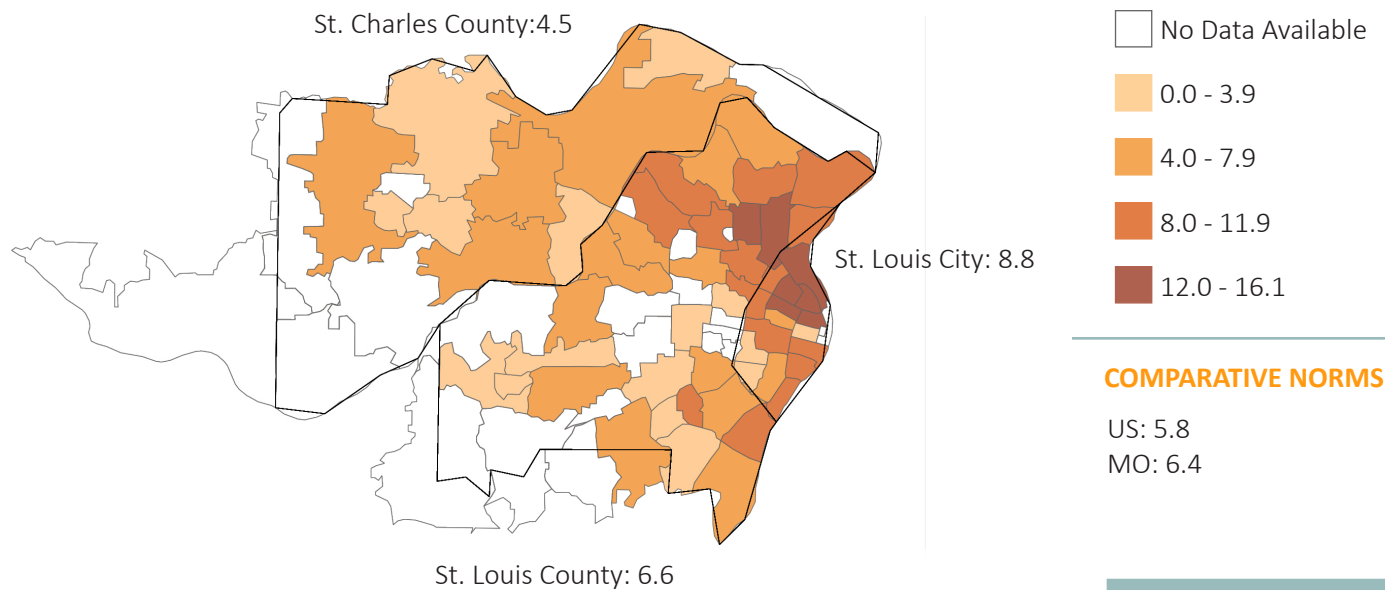 St. Charles County:4.5
St. Louis City: 8.8
St. Louis County: 6.6
No Data Available
0.0 - 3.9
4.0 - 7.9
8.0 - 11.9
12.0 - 16.1
COMPARATIVE NORMS
US: 5.8
MO: 6.4